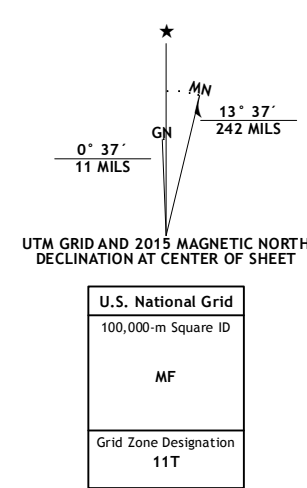 ★
MN
GN
13° 37´
242 MILS
0° 37´
11 MILS
UTM GRID AND 2015 MAGNETIC NORTH
DECLINATION AT CENTER OF SHEET
U.S. National Grid
100,000-m Square ID
MF
Grid Zone Designation
11T